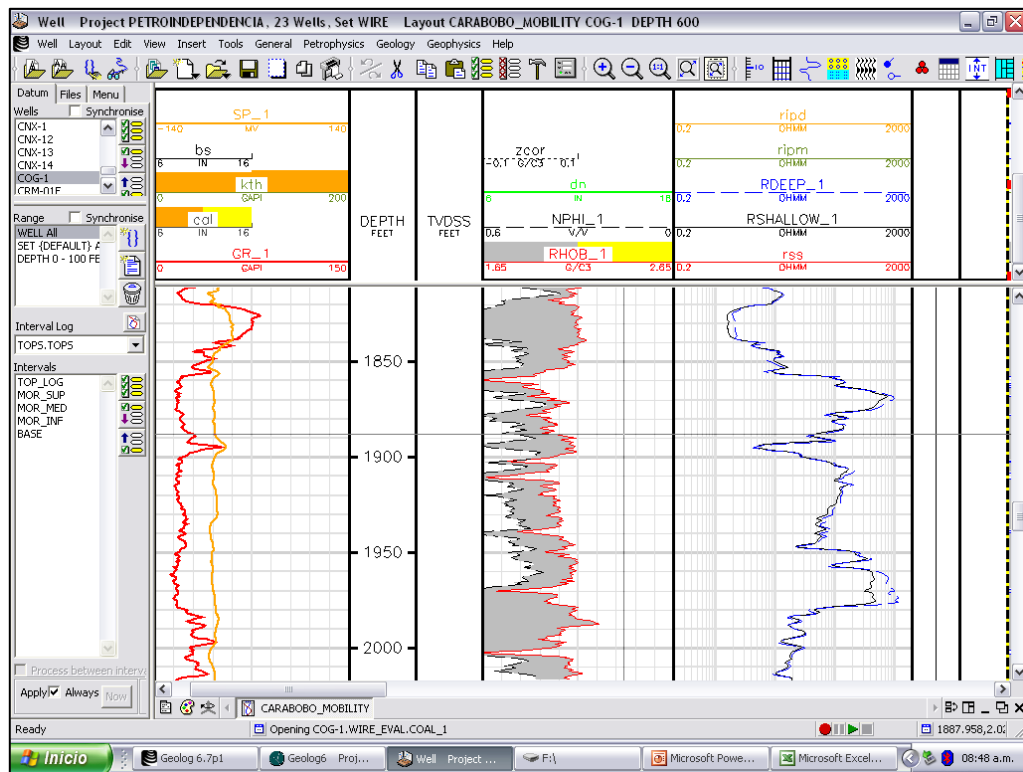 Well Project PETROINDEPENDENCIA, 23 Wells, Set WIRE Layout CARABOBO_MOBILITY COG-1 DEPTH 600
Well Layout Edit View Insert Tools General Petrophysics Geology Geophysics Help
Datum Files Menu
Wells Synchronise
CNX-1
CNX-12
CNX-13
CNX-14
COG-1
CRM-01E
Range Synchronise
WELL All
SET {DEFAULT} A
DEPTH 0 - 100 FE
Interval Log
TOPS.TOPS
Intervals
TOP_LOG
MOR_SUP
MOR_MED
MOR_INF
BASE
Process between interva
Apply Always Now
SP_1
-140 MV 140
bs
6 IN 16
kth
0 GAPI 200
cal
6 IN 16
GR_1
0 GAPI 150
DEPTH
FEET
TVDSS
FEET
zcor
-0.1 G/C3 0.1
dn
6 IN 16
NPHI_1
0.6 V/V 0
RHOB_1
1.65 G/C3 2.65
ripd
0.2 OHMM 2000
ripm
0.2 OHMM 2000
RDEEP_1
0.2 OHMM 2000
RSHALLOW_1
0.2 OHMM 2000
rss
0.2 OHMM 2000
1850
1900
1950
2000
CARABOBO_MOBILITY
Ready Opening COG-1.WIRE_EVAL.COAL_1
Inicio Geolog 6.7p1 Geolog6 Proj... Well Project ... F:\ Microsoft Powe... Microsoft Exce... 08:48 a.m.